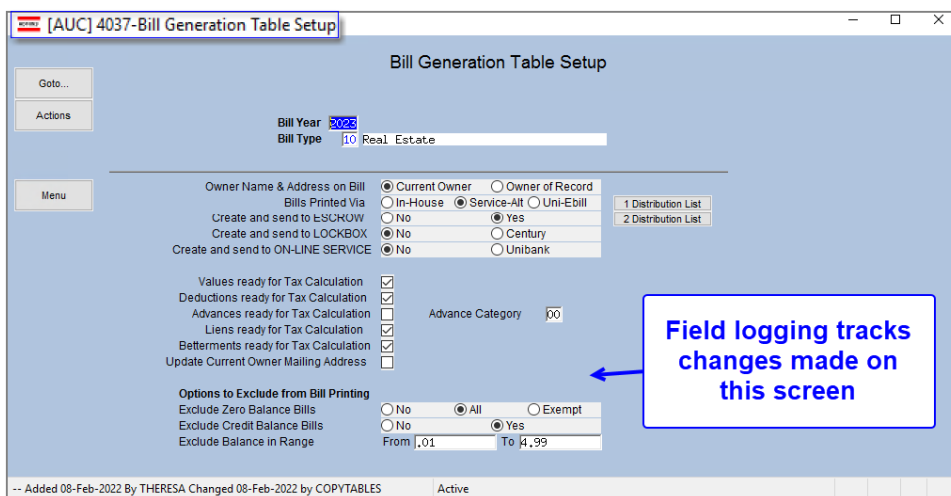 [AUC] 4037-Bill Generation Table Setup
Bill Generation Table Setup
Goto...
Actions
Menu
Bill Year 2023
Bill Type 10 Real Estate
Owner Name & Address on Bill Current Owner Owner of Record
Bills Printed Via In-House Service-Alt Uni-Ebill 1 Distribution List
Create and send to ESCROW No Yes 2 Distribution List
Create and send to LOCKBOX No Century
Create and send to ON-LINE SERVICE No Unibank
Values ready for Tax Calculation
Deductions ready for Tax Calculation
Advances ready for Tax Calculation Advance Category 00
Liens ready for Tax Calculation
Betterments ready for Tax Calculation
Update Current Owner Mailing Address
Field logging tracks
changes made on
this screen
Options to Exclude from Bill Printing
Exclude Zero Balance Bills No All Exempt
Exclude Credit Balance Bills No Yes
Exclude Balance in Range From .01 To 4.99
-- Added 08-Feb-2022 By THERESA Changed 08-Feb-2022 by COPYTABLES Active